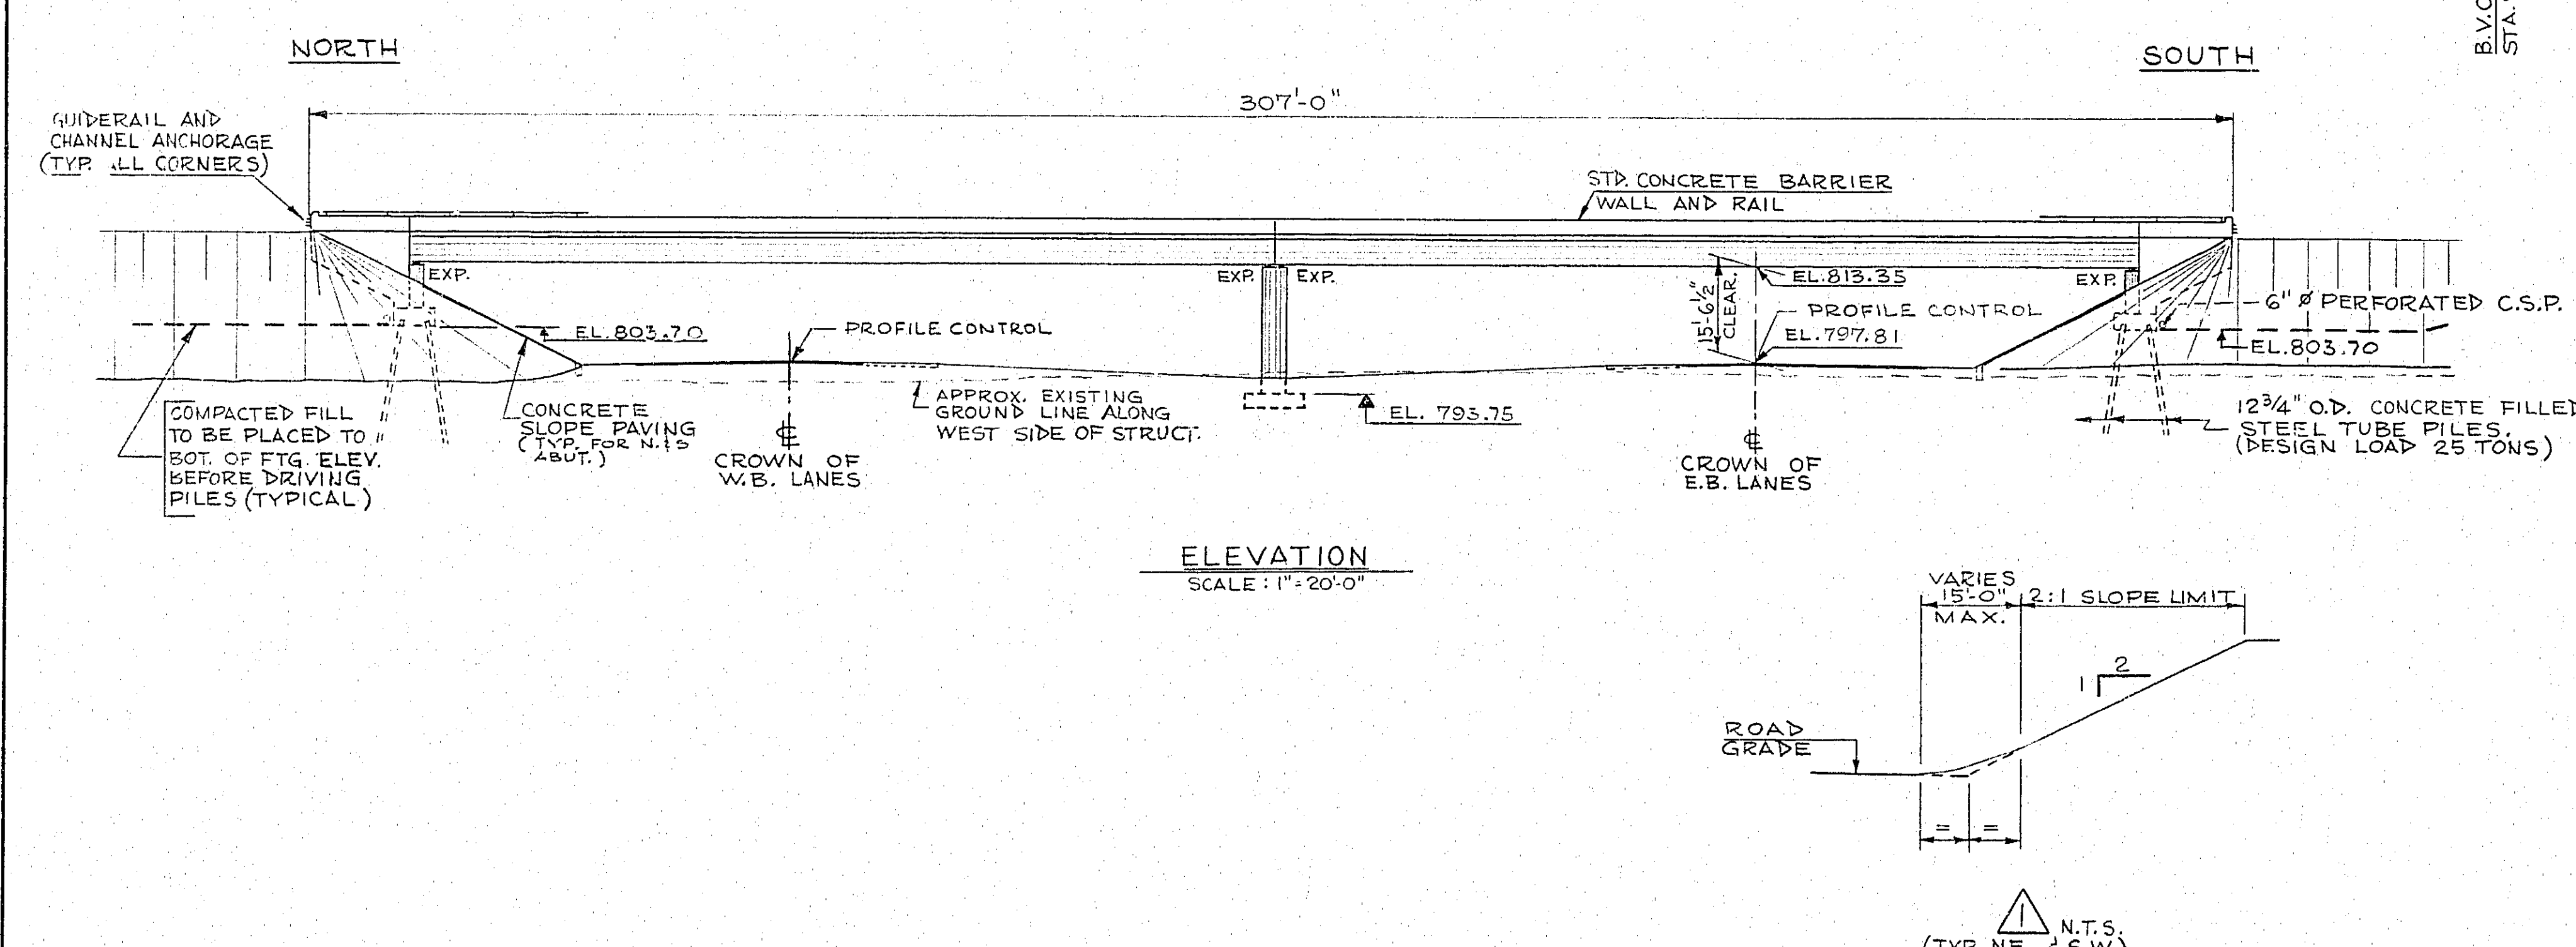 NORTH
SOUTH
B.V.C
STA.
307'-0"
GUIDERAIL AND
CHANNEL ANCHORAGE
(TYP. ALL CORNERS)
STD. CONCRETE BARRIER
WALL AND RAIL
EXP.
EXP.
EXP.
EXP.
15'-6½"
CLEAR.
EL.813.35
PROFILE CONTROL
EL.797.81
6" Ø PERFORATED C.S.P.
EL.803.70
EL.803.70
PROFILE CONTROL
COMPACTED FILL
TO BE PLACED TO
BOT. OF FTG. ELEV.
BEFORE DRIVING
PILES (TYPICAL)
CONCRETE
SLOPE PAVING
(TYP. FOR N. & S
ABUT.)
℄
CROWN OF
W.B. LANES
APPROX. EXISTING
GROUND LINE ALONG
WEST SIDE OF STRUCT.
EL. 793.75
℄
CROWN OF
E.B. LANES
12¾" O.D. CONCRETE FILLED
STEEL TUBE PILES.
(DESIGN LOAD 25 TONS)
ELEVATION
SCALE: 1"=20'-0"
VARIES
15'-0"
MAX.
2:1 SLOPE LIMIT
2
1
ROAD
GRADE
= =
1
N.T.S.
(TYP. N.E. & S.W.)